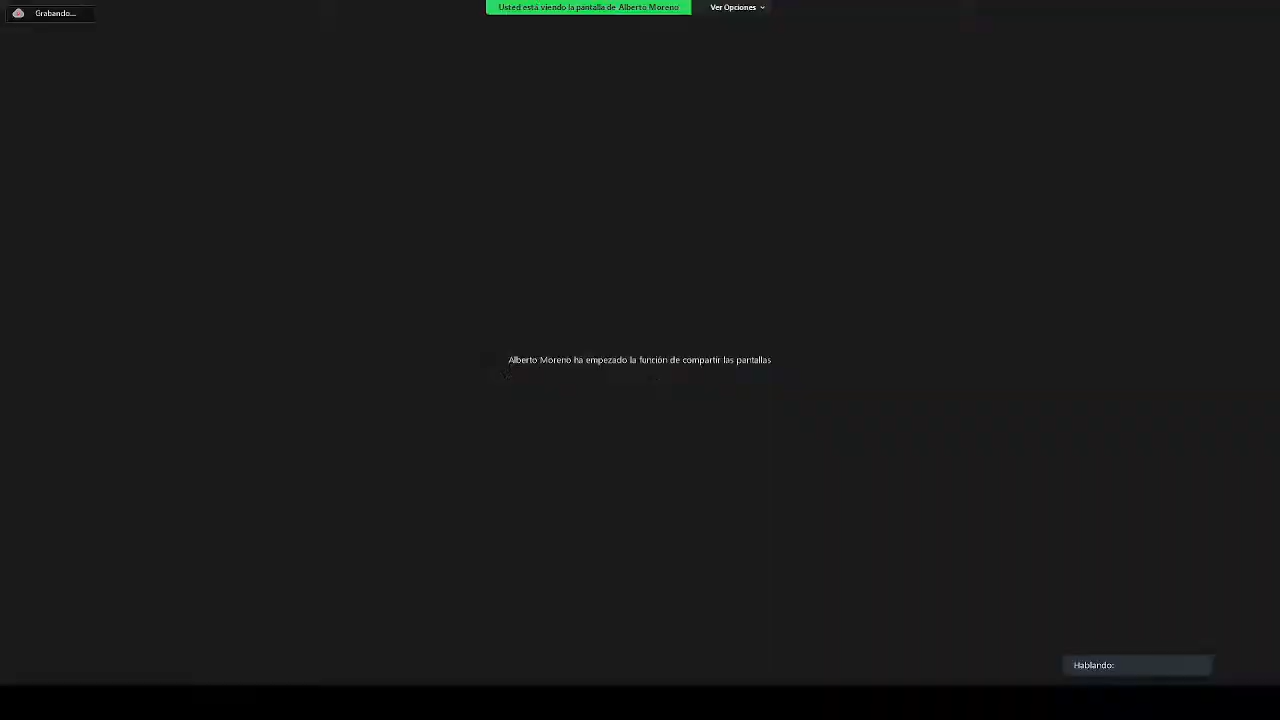 Grabando...
Usted está viendo la pantalla de Alberto Moreno
Ver Opciones
Alberto Moreno ha empezado la función de compartir las pantallas
Hablando: